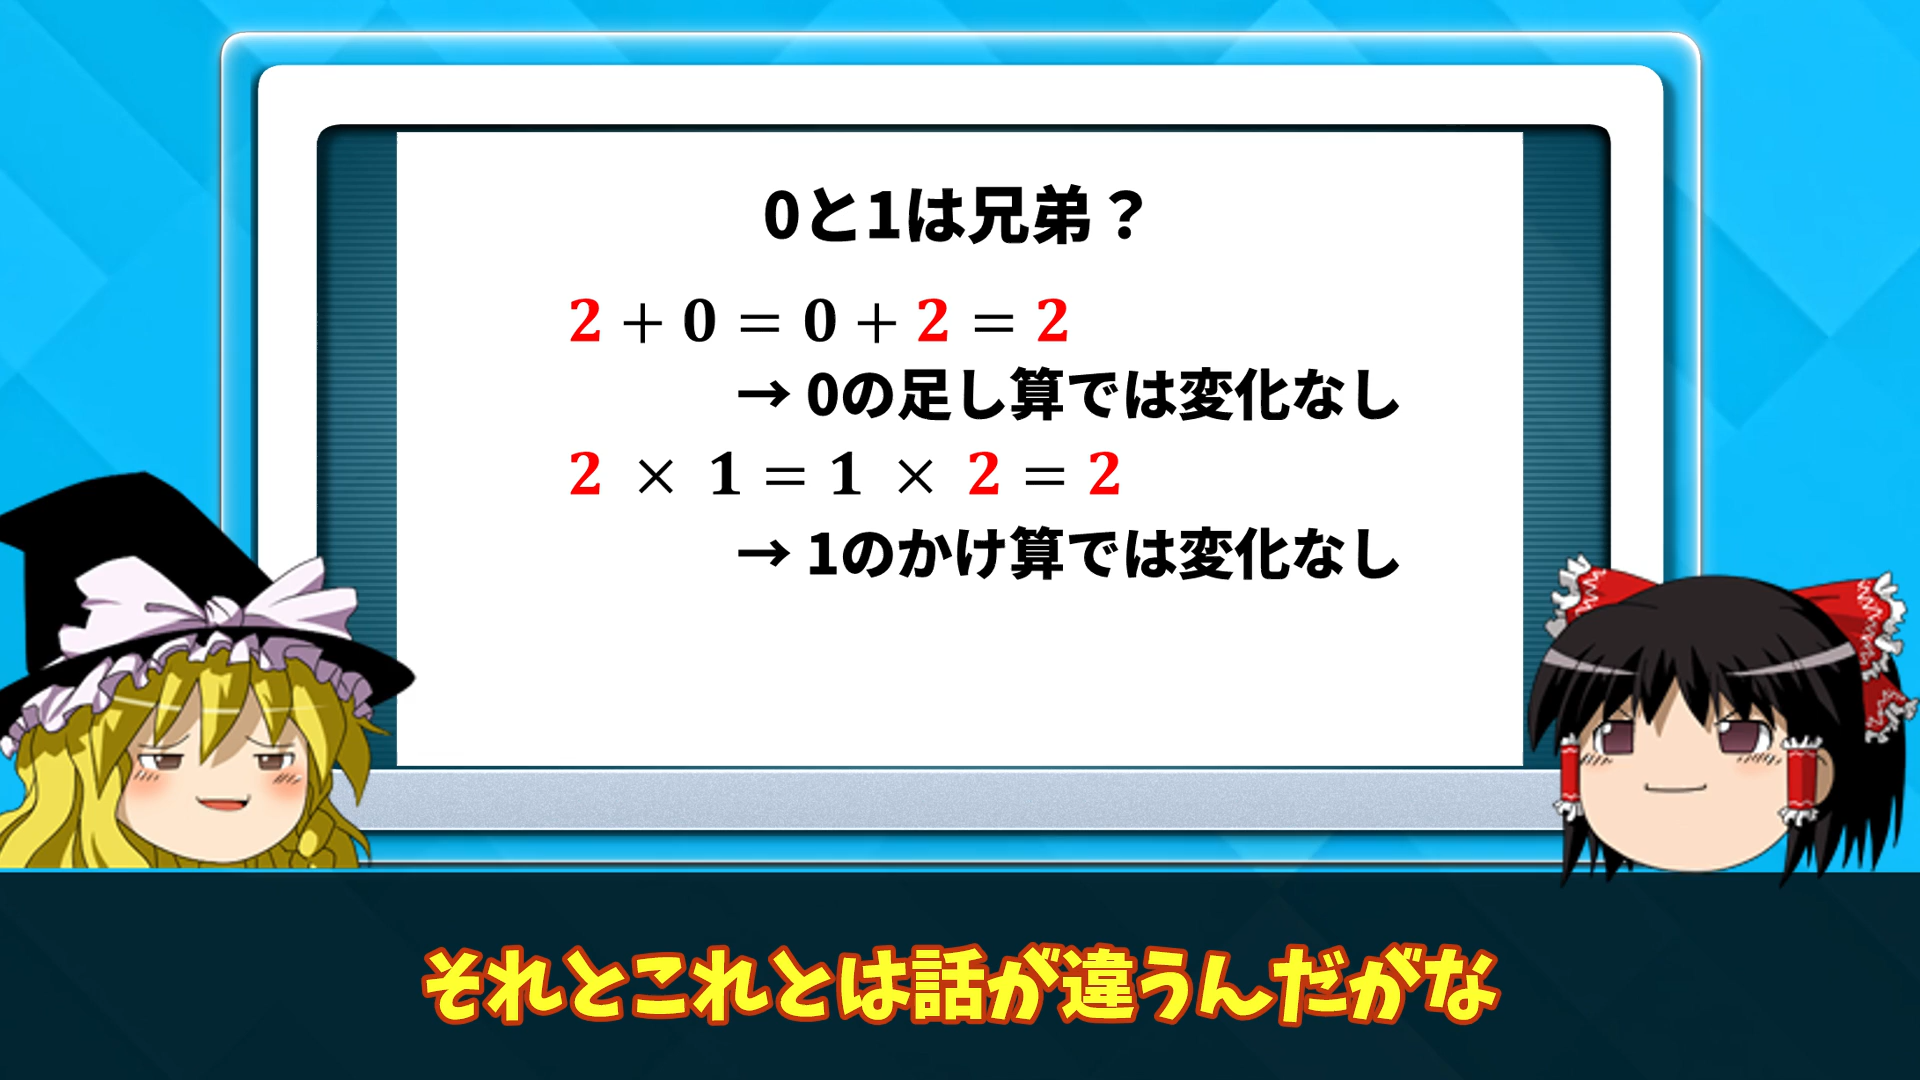 0と1は兄弟？
2 + 0 = 0 + 2 = 2
→ 0の足し算では変化なし
2 × 1 = 1 × 2 = 2
→ 1のかけ算では変化なし
それとこれとは話が違うんだがな